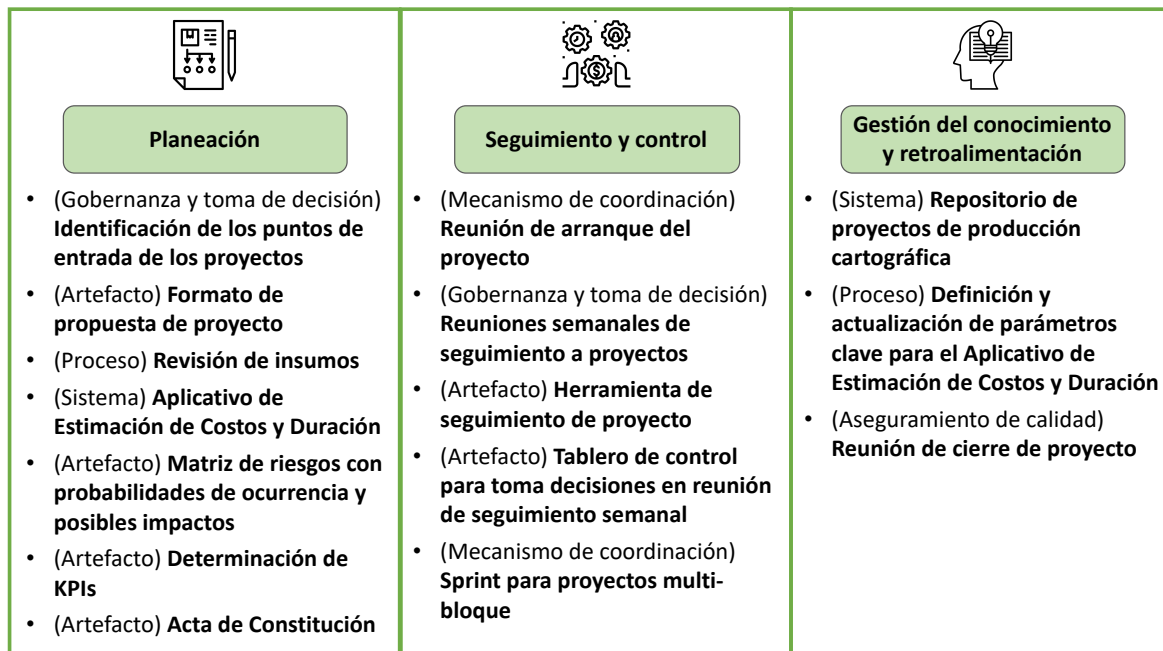 Planeación
• (Gobernanza y toma de decisión)
Identificación de los puntos de
entrada de los proyectos
• (Artefacto) Formato de
propuesta de proyecto
• (Proceso) Revisión de insumos
• (Sistema) Aplicativo de
Estimación de Costos y Duración
• (Artefacto) Matriz de riesgos con
probabilidades de ocurrencia y
posibles impactos
• (Artefacto) Determinación de
KPIs
• (Artefacto) Acta de Constitución
Seguimiento y control
• (Mecanismo de coordinación)
Reunión de arranque del
proyecto
• (Gobernanza y toma de decisión)
Reuniones semanales de
seguimiento a proyectos
• (Artefacto) Herramienta de
seguimiento de proyecto
• (Artefacto) Tablero de control
para toma decisiones en reunión
de seguimiento semanal
• (Mecanismo de coordinación)
Sprint para proyectos multi-
bloque
Gestión del conocimiento
y retroalimentación
• (Sistema) Repositorio de
proyectos de producción
cartográfica
• (Proceso) Definición y
actualización de parámetros
clave para el Aplicativo de
Estimación de Costos y Duración
• (Aseguramiento de calidad)
Reunión de cierre de proyecto